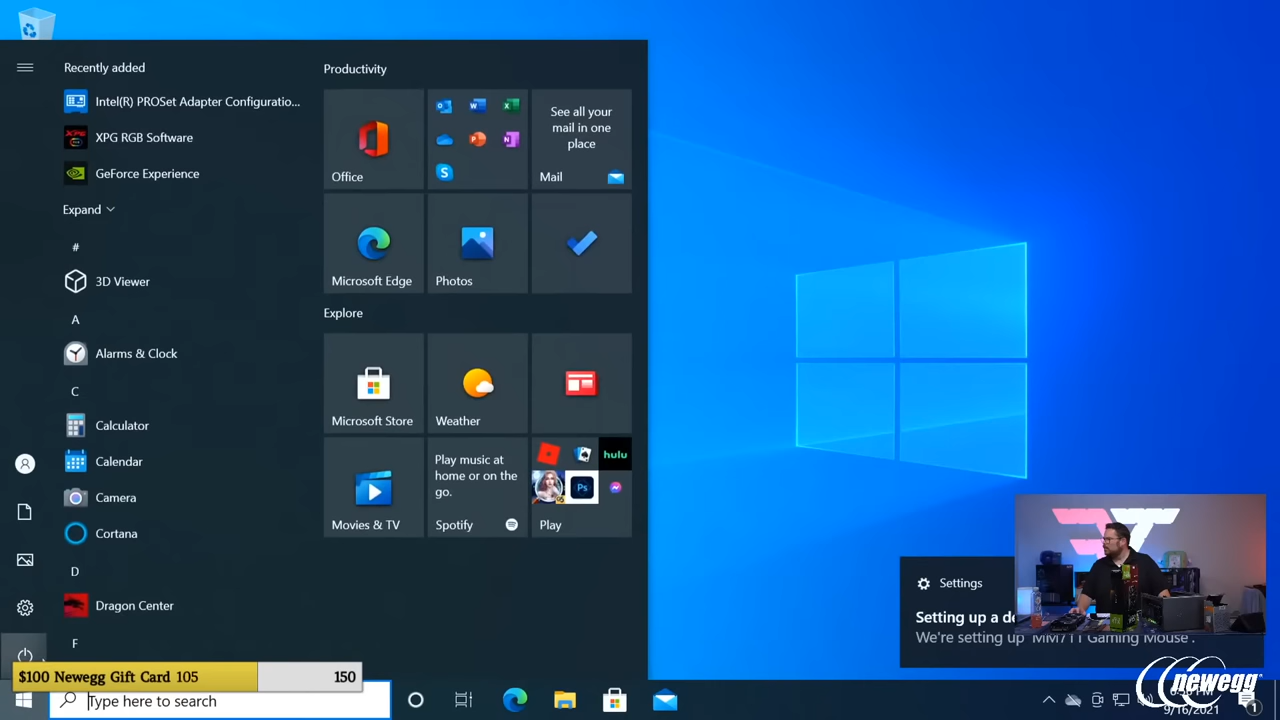 Recently added
Intel(R) PROSet Adapter Configuratio...
XPG RGB Software
GeForce Experience
Expand
#
3D Viewer
A
Alarms & Clock
C
Calculator
Calendar
Camera
Cortana
D
Dragon Center
F
Productivity
Office
See all your
mail in one
place
Mail
Microsoft Edge
Photos
Explore
Microsoft Store
Weather
Movies & TV
Play music at
home or on the
go.
Spotify
hulu
Ps
Play
Settings
Setting up a
We're setting up 'MM711 Gaming Mouse'.
$100 Newegg Gift Card 105
150
Type here to search
newegg
9/16/2021
1